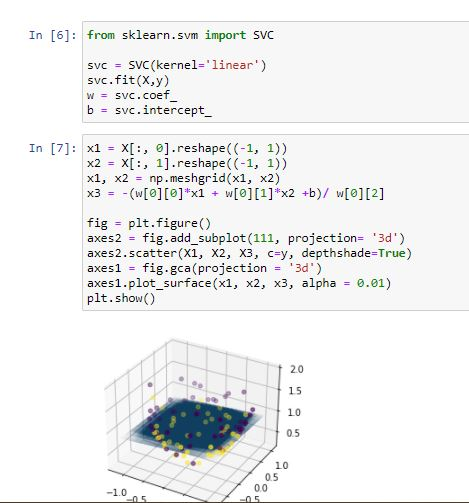 In [6]: from sklearn.svm import SVC
svc = SVC(kernel='linear')
svc.fit(X,y)
w = svc.coef_
b = svc.intercept_
In [7]: x1 = X[:, 0].reshape((-1, 1))
x2 = X[:, 1].reshape((-1, 1))
x1, x2 = np.meshgrid(x1, x2)
x3 = -(w[0][0]*x1 + w[0][1]*x2 +b)/ w[0][2]
fig = plt.figure()
axes2 = fig.add_subplot(111, projection= '3d')
axes2.scatter(X1, X2, X3, c=y, depthshade=True)
axes1 = fig.gca(projection = '3d')
axes1.plot_surface(x1, x2, x3, alpha = 0.01)
plt.show()
2.0
1.5
1.0
0.5
1.0
0.5
0.0
-0.5
-1.0
-0.5